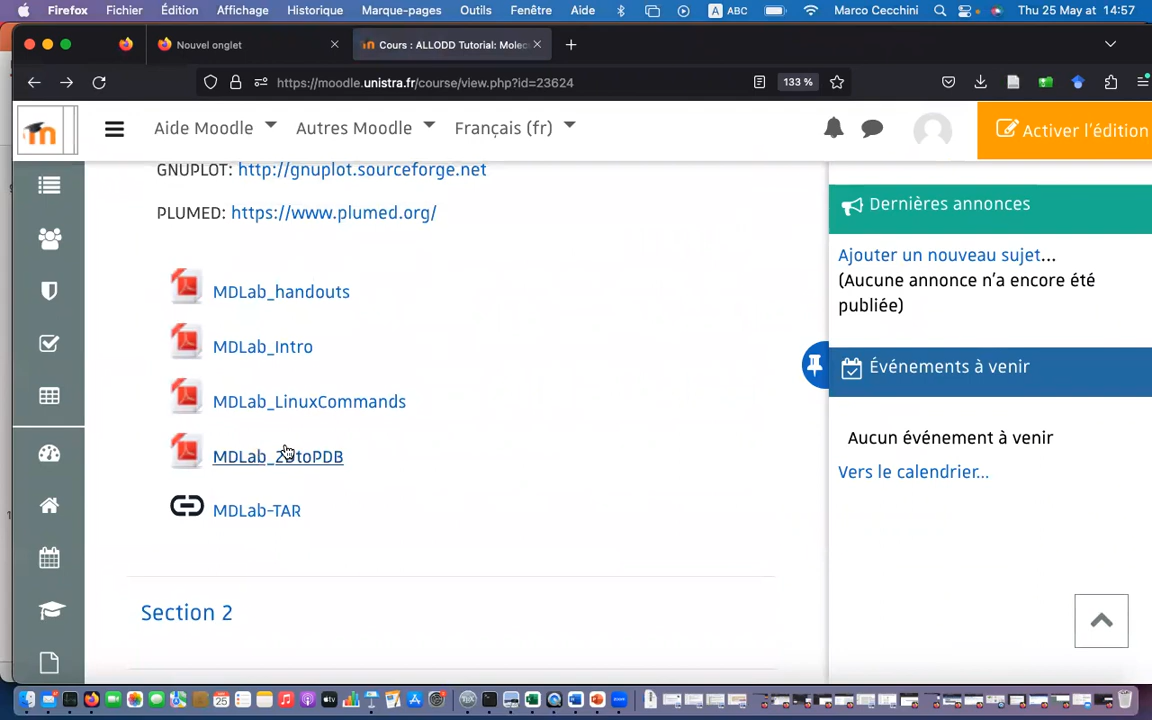 Firefox Fichier Édition Affichage Historique Marque-pages Outils Fenêtre Aide A ABC Marco Cecchini Thu 25 May at 14:57
Nouvel onglet
Cours : ALLODD Tutorial: Molec
https://moodle.unistra.fr/course/view.php?id=23624
133 %
Aide Moodle Autres Moodle Français (fr)
Activer l'édition
GNUPLOT: http://gnuplot.sourceforge.net
PLUMED: https://www.plumed.org/
MDLab_handouts
MDLab_Intro
MDLab_LinuxCommands
MDLab-TAR
Section 2
Dernières annonces
Ajouter un nouveau sujet...
(Aucune annonce n'a encore été
publiée)
Événements à venir
Aucun événement à venir
Vers le calendrier...